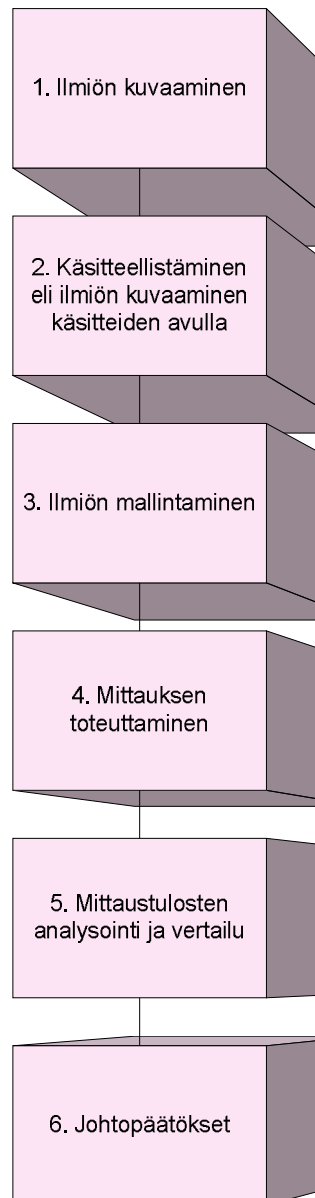 1. Ilmiön kuvaaminen
2. Käsitteellistäminen
eli ilmiön kuvaaminen
käsitteiden avulla
3. Ilmiön mallintaminen
4. Mittauksen
toteuttaminen
5. Mittaustulosten
analysointi ja vertailu
6. Johtopäätökset